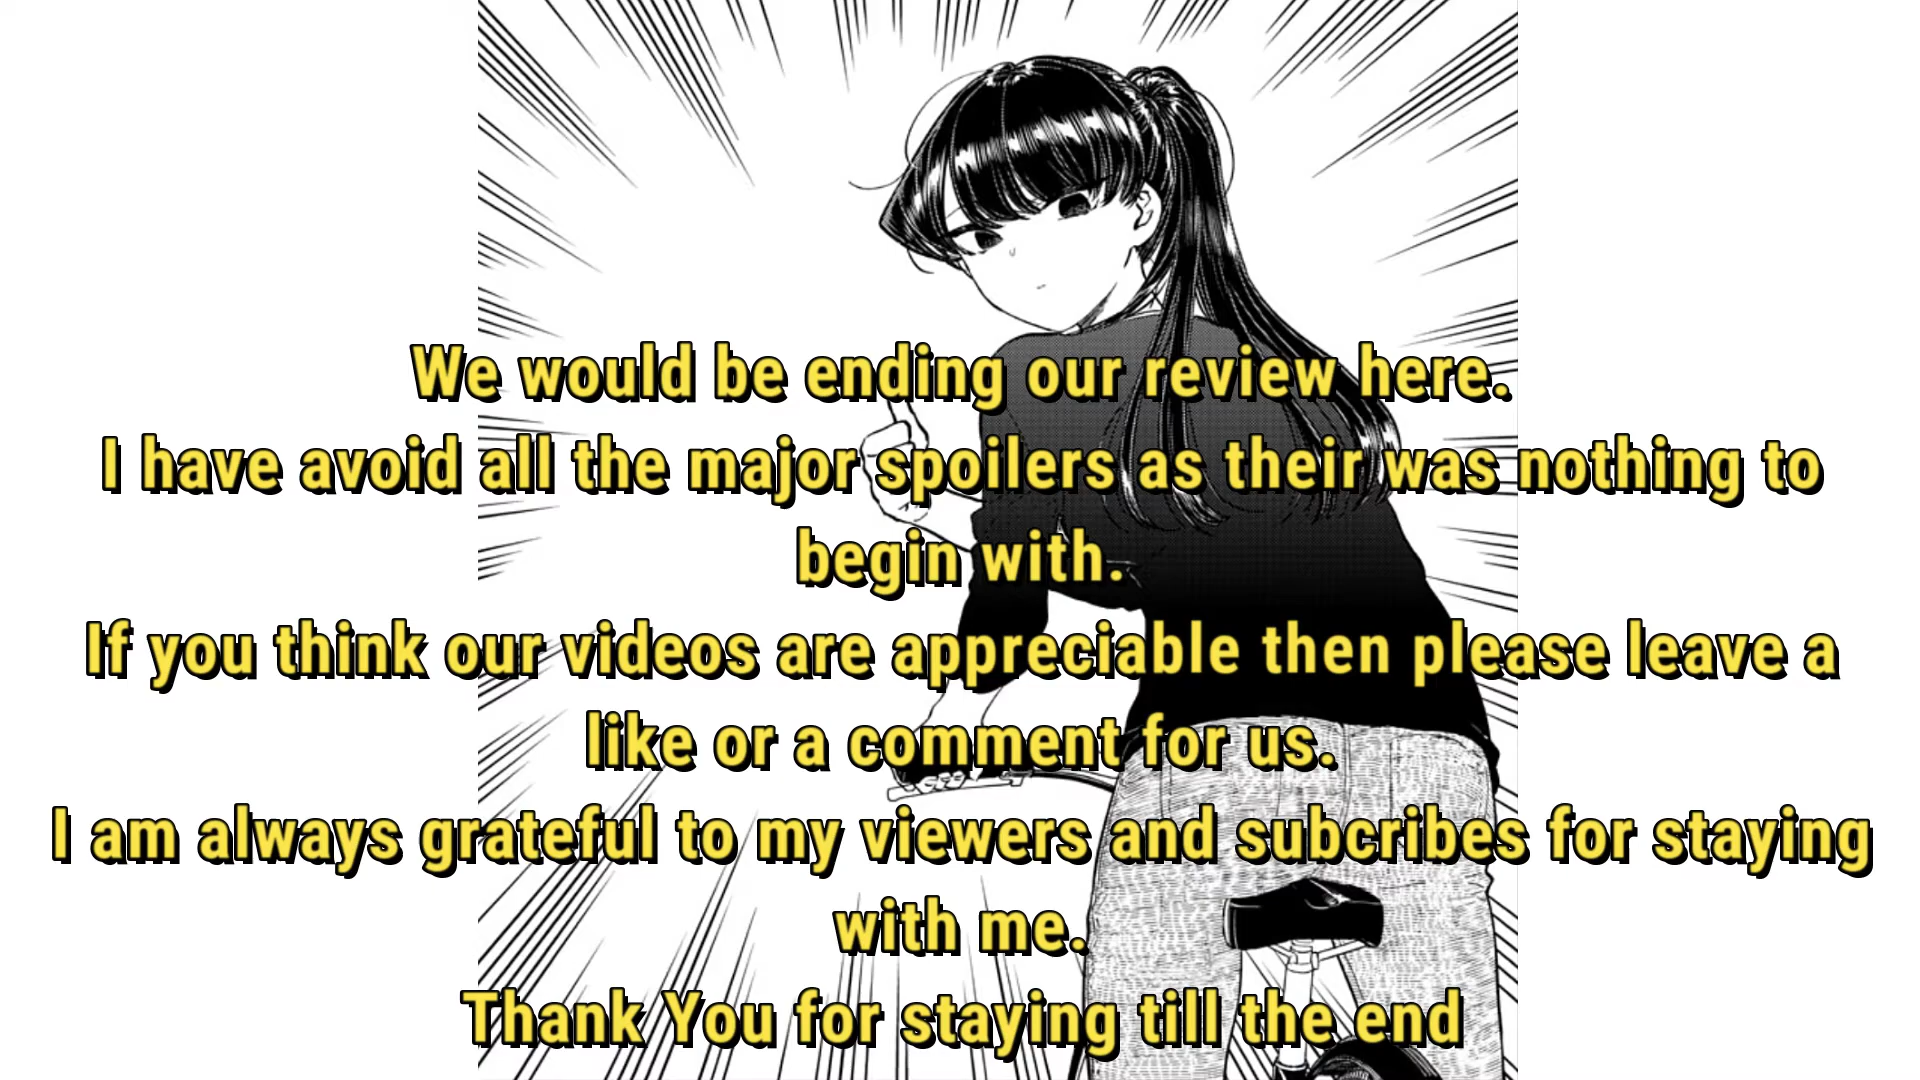 We would be ending our review here.
I have avoid all the major spoilers as their was nothing to
begin with.
If you think our videos are appreciable then please leave a
like or a comment for us.
I am always grateful to my viewers and subcribes for staying
with me.
Thank You for staying till the end